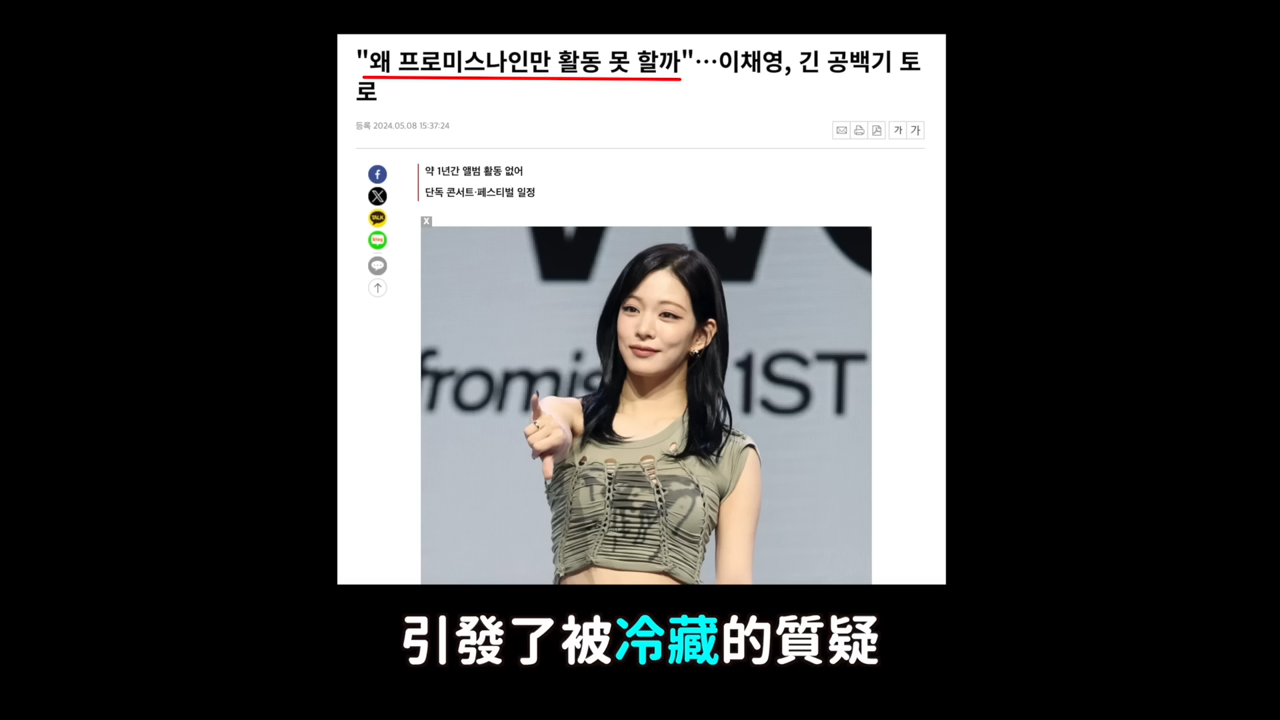 "왜 프로미스나인만 활동 못 할까"…이채영, 긴 공백기 토
로
등록 2024.05.08 15:37:24
가 가
약 1년간 앨범 활동 없어
단독 콘서트·페스티벌 일정
X
f
TALK
blog
fromis 1ST
引發了被冷藏的質疑